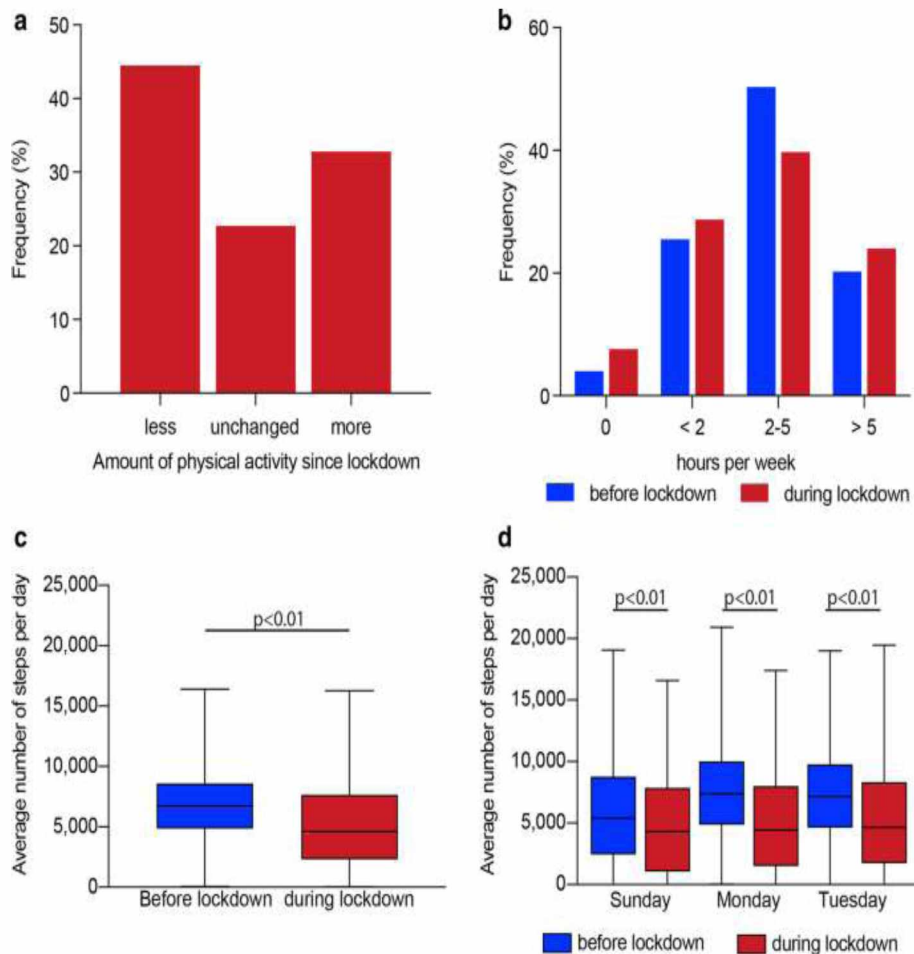 a
50
40
30
20
10
0
Frequency (%)
less unchanged more
Amount of physical activity since lockdown
b
60
40
20
0
Frequency (%)
0 < 2 2-5 > 5
hours per week
before lockdown during lockdown
c
25,000
20,000
15,000
10,000
5,000
0
Average number of steps per day
p<0.01
Before lockdown during lockdown
d
25,000
20,000
15,000
10,000
5,000
0
Average number of steps per day
p<0.01 p<0.01 p<0.01
Sunday Monday Tuesday
before lockdown during lockdown